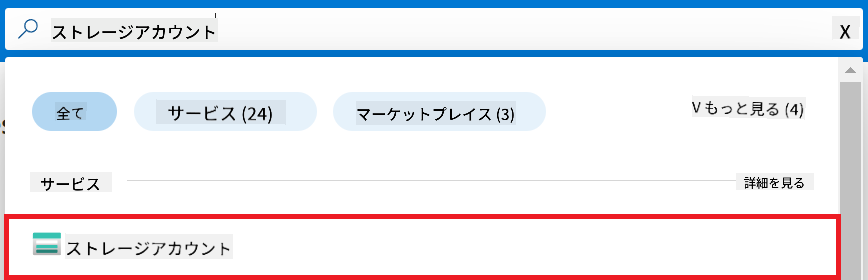 ストレージアカウント X
全て サービス (24) マーケットプレイス (3) V もっと見る (4)
サービス 詳細を見る
ストレージアカウント